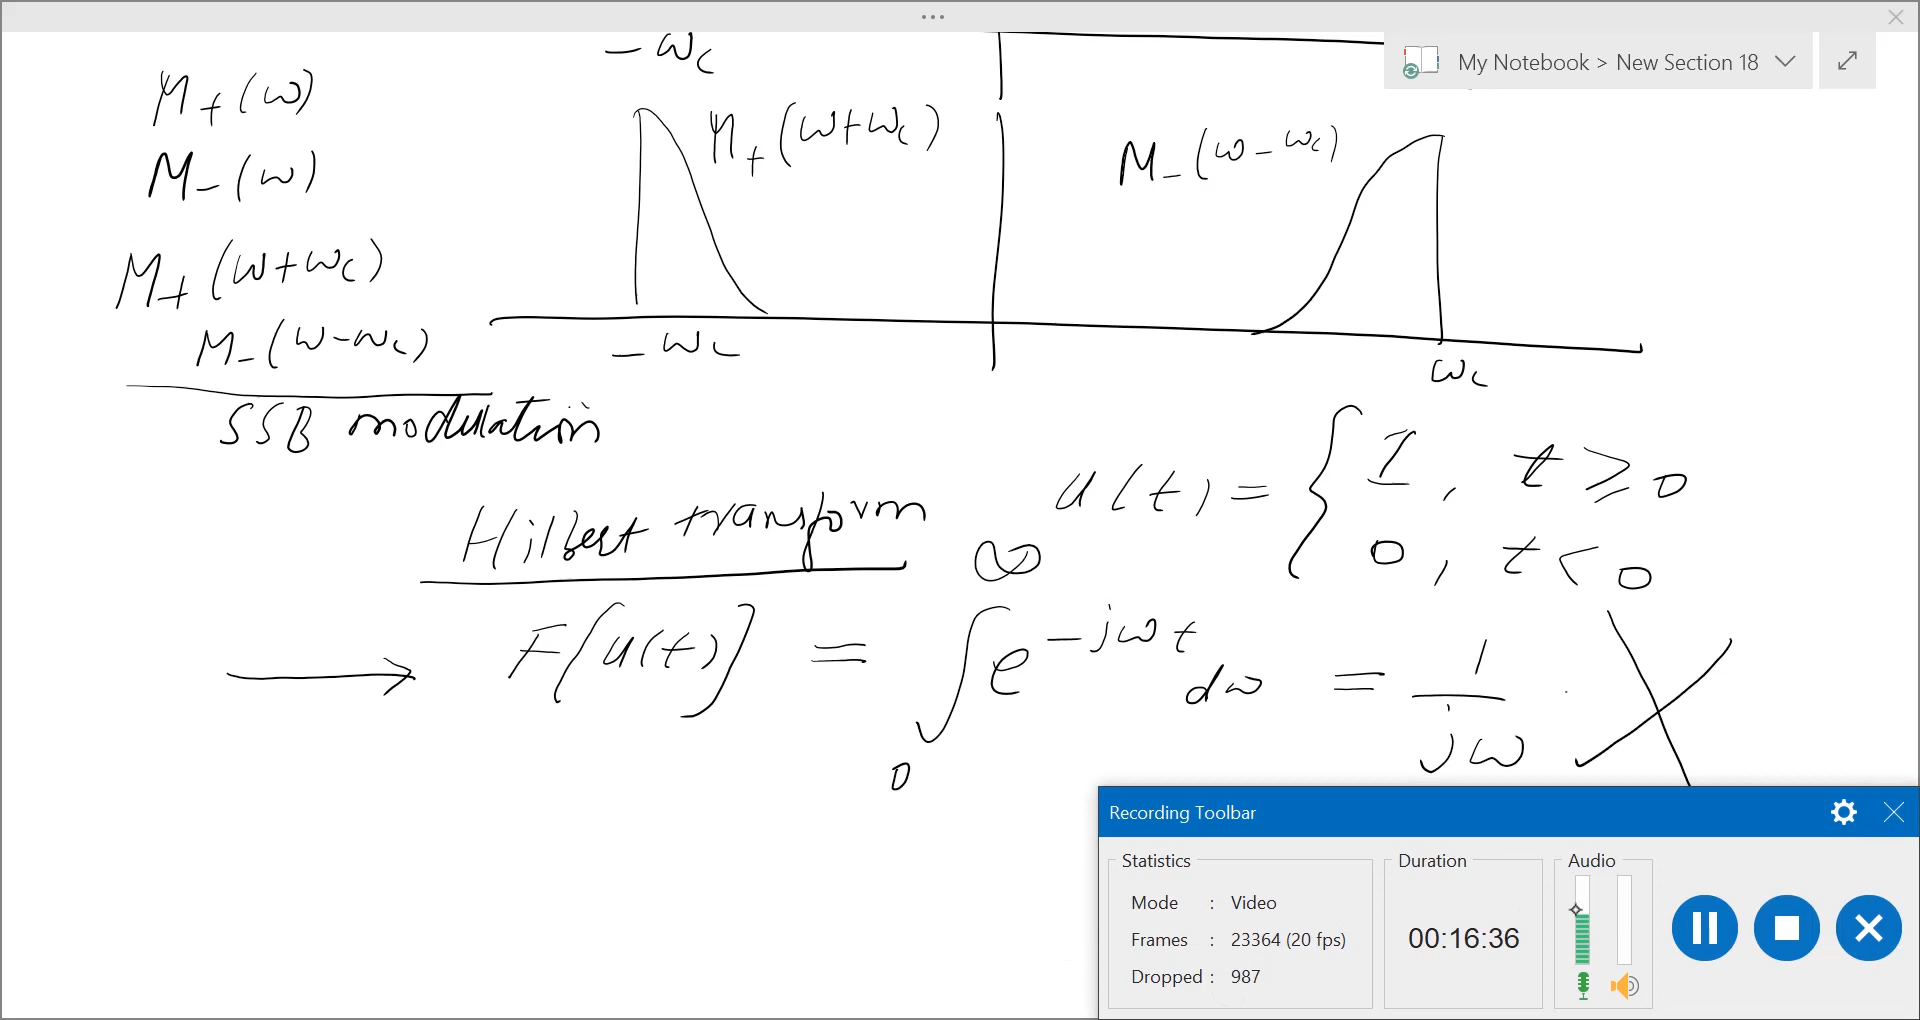 My Notebook > New Section 18
− ωc
M+(ω)
M−(ω)
M+(ω+ωc)
M−(ω−ωc)
M+(ω+ωc)
M−(ω−ωc)
−ωc
ωc
SSB modulation
Hilbert transform
u(t) = { 1, t ≥ 0
0, t < 0
→ F[u(t)] = ∫₀^∞ e^{−jωt} dω = 1/jω
Recording Toolbar
Statistics
Mode : Video
Frames : 23364 (20 fps)
Dropped : 987
Duration
00:16:36
Audio